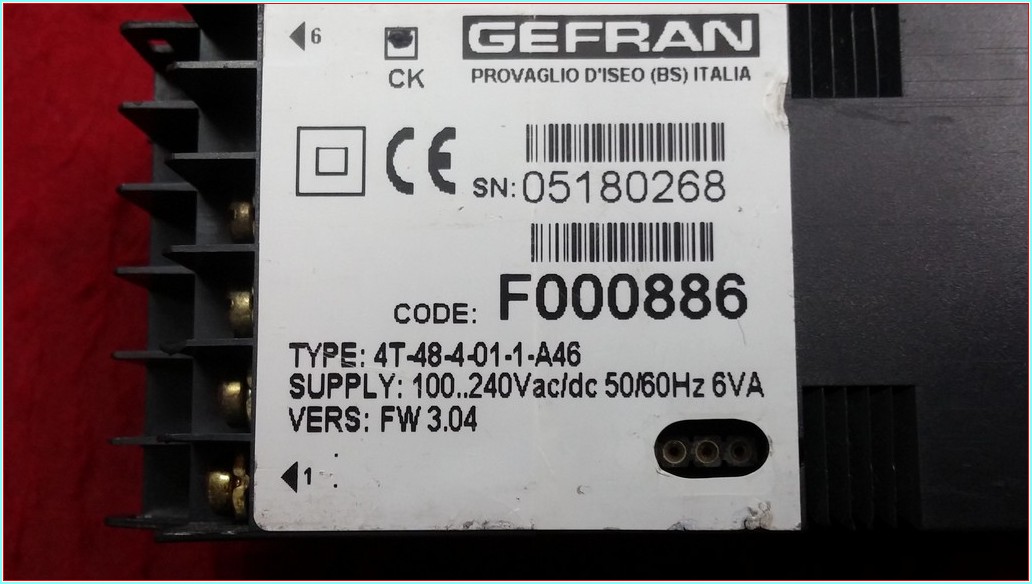 6
CK
GEFRAN
PROVAGLIO D'ISEO (BS) ITALIA
CE
SN: 05180268
CODE: F000886
TYPE: 4T-48-4-01-1-A46
SUPPLY: 100..240Vac/dc 50/60Hz 6VA
VERS: FW 3.04
1